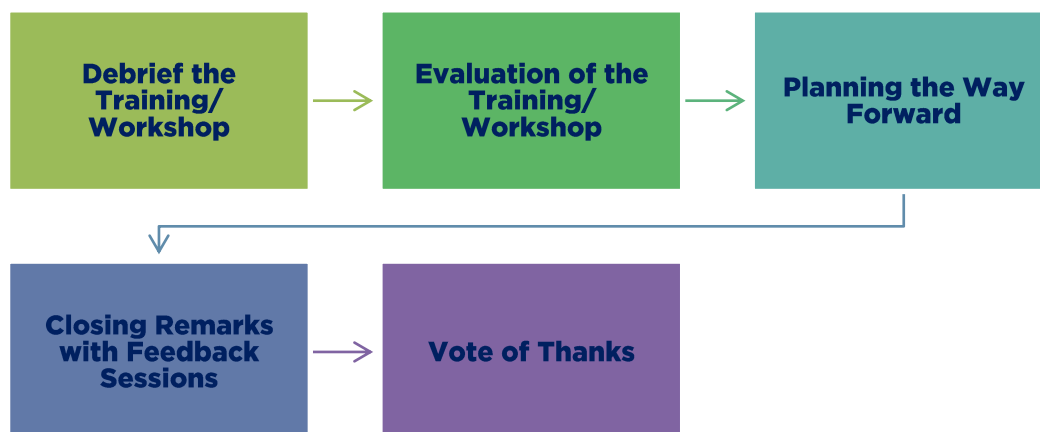 Debrief the
Training/
Workshop
Evaluation of the
Training/
Workshop
Planning the Way
Forward
Closing Remarks
with Feedback
Sessions
Vote of Thanks